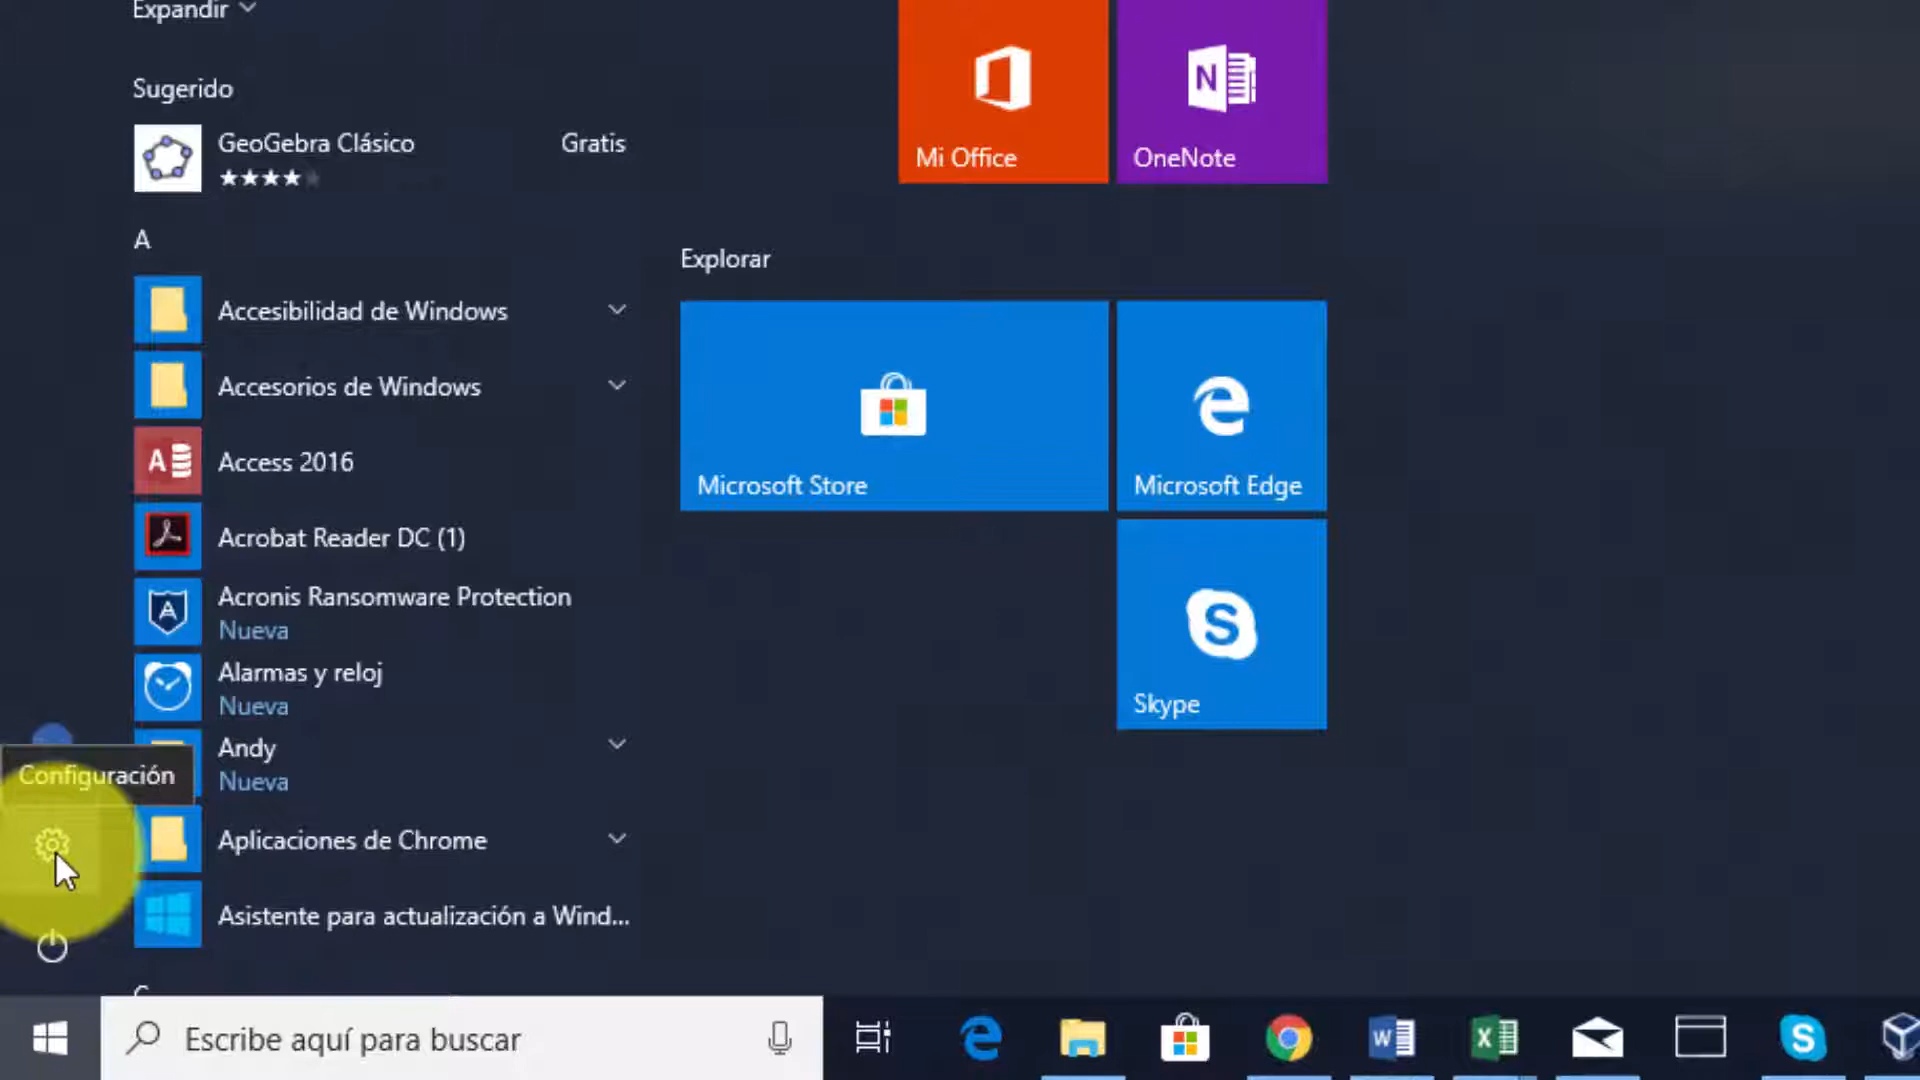 Expandir
Sugerido
GeoGebra Clásico
Gratis
A
Accesibilidad de Windows
Accesorios de Windows
Access 2016
Acrobat Reader DC (1)
Acronis Ransomware Protection
Nueva
Alarmas y reloj
Nueva
Andy
Nueva
Configuración
Aplicaciones de Chrome
Asistente para actualización a Wind...
Mi Office
OneNote
Explorar
Microsoft Store
Microsoft Edge
Skype
Escribe aquí para buscar